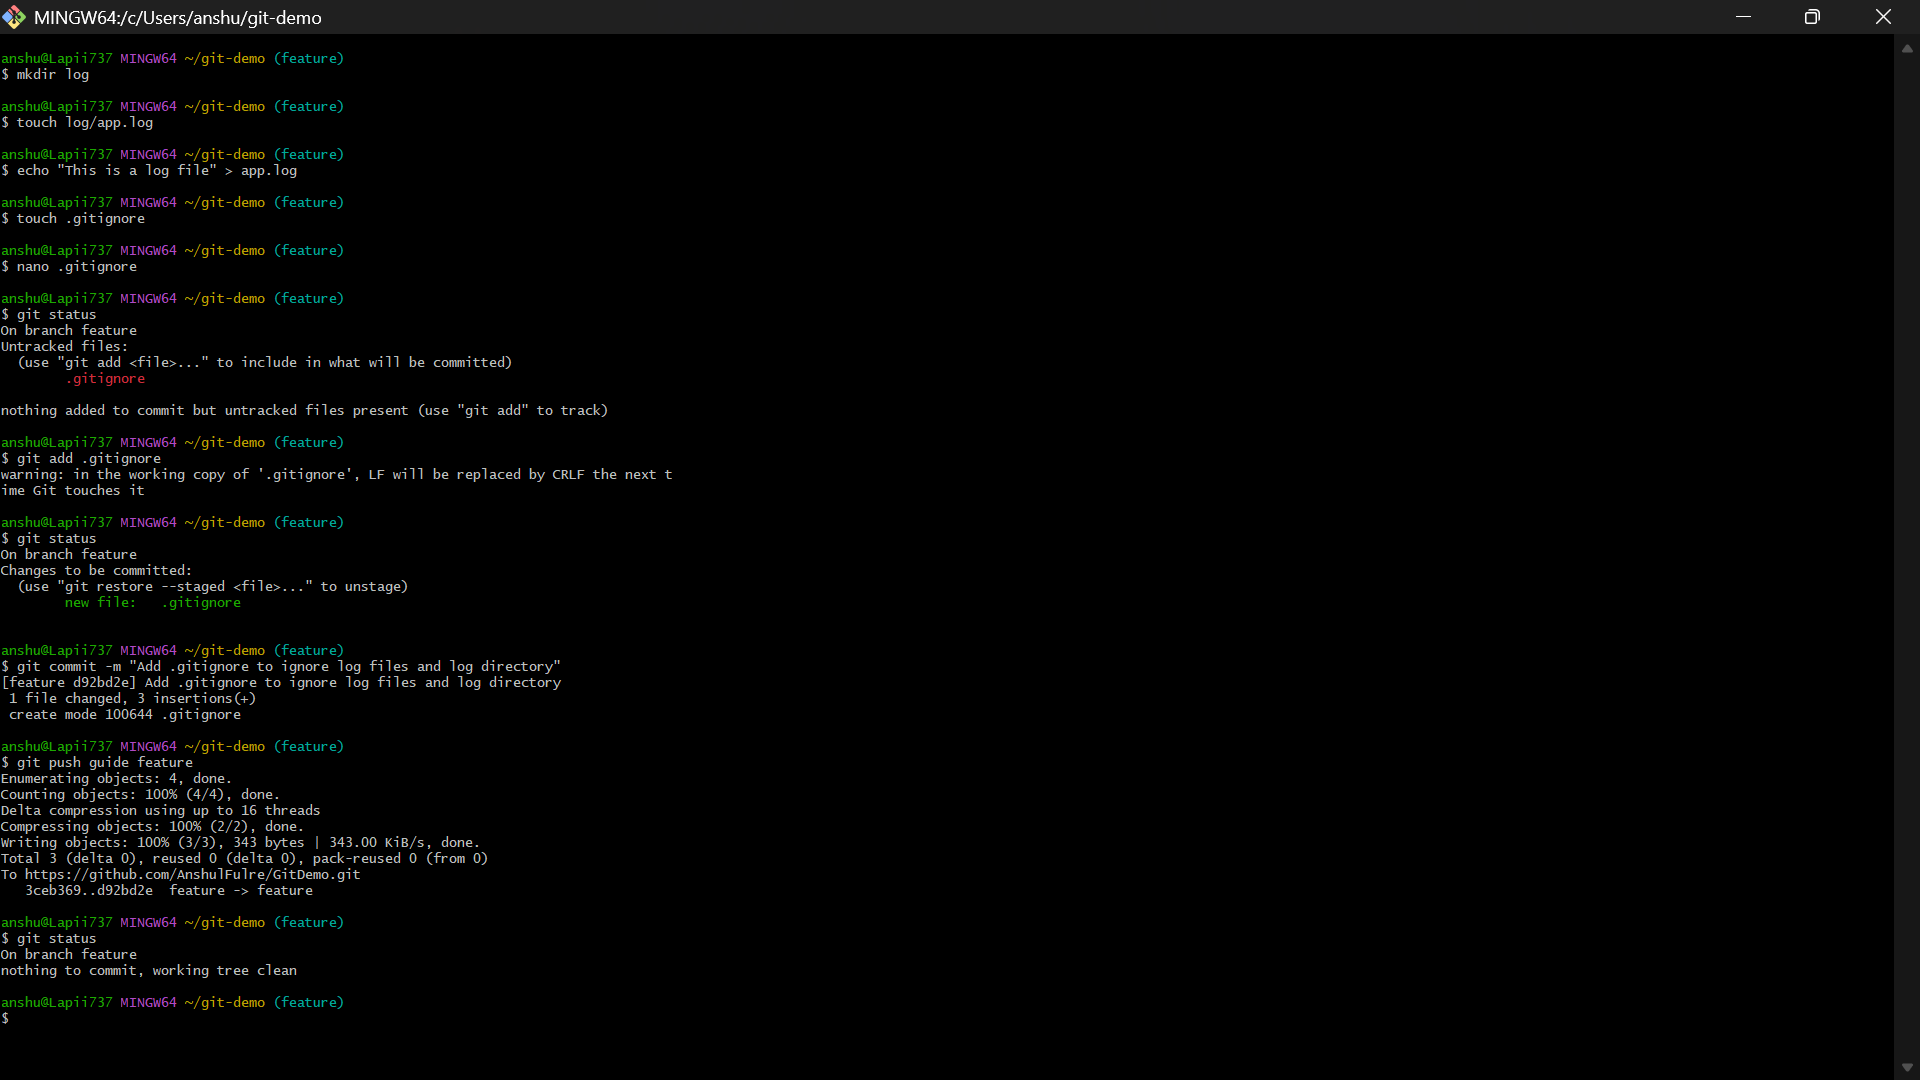 MINGW64:/c/Users/anshu/git-demo
anshu@Lapii737 MINGW64 ~/git-demo (feature)
$ mkdir log
anshu@Lapii737 MINGW64 ~/git-demo (feature)
$ touch log/app.log
anshu@Lapii737 MINGW64 ~/git-demo (feature)
$ echo "This is a log file" > app.log
anshu@Lapii737 MINGW64 ~/git-demo (feature)
$ touch .gitignore
anshu@Lapii737 MINGW64 ~/git-demo (feature)
$ nano .gitignore
anshu@Lapii737 MINGW64 ~/git-demo (feature)
$ git status
On branch feature
Untracked files:
  (use "git add <file>..." to include in what will be committed)
        .gitignore
nothing added to commit but untracked files present (use "git add" to track)
anshu@Lapii737 MINGW64 ~/git-demo (feature)
$ git add .gitignore
warning: in the working copy of '.gitignore', LF will be replaced by CRLF the next t
ime Git touches it
anshu@Lapii737 MINGW64 ~/git-demo (feature)
$ git status
On branch feature
Changes to be committed:
  (use "git restore --staged <file>..." to unstage)
        new file:   .gitignore
anshu@Lapii737 MINGW64 ~/git-demo (feature)
$ git commit -m "Add .gitignore to ignore log files and log directory"
[feature d92bd2e] Add .gitignore to ignore log files and log directory
 1 file changed, 3 insertions(+)
 create mode 100644 .gitignore
anshu@Lapii737 MINGW64 ~/git-demo (feature)
$ git push guide feature
Enumerating objects: 4, done.
Counting objects: 100% (4/4), done.
Delta compression using up to 16 threads
Compressing objects: 100% (2/2), done.
Writing objects: 100% (3/3), 343 bytes | 343.00 KiB/s, done.
Total 3 (delta 0), reused 0 (delta 0), pack-reused 0 (from 0)
To https://github.com/AnshulFulre/GitDemo.git
   3ceb369..d92bd2e  feature -> feature
anshu@Lapii737 MINGW64 ~/git-demo (feature)
$ git status
On branch feature
nothing to commit, working tree clean
anshu@Lapii737 MINGW64 ~/git-demo (feature)
$